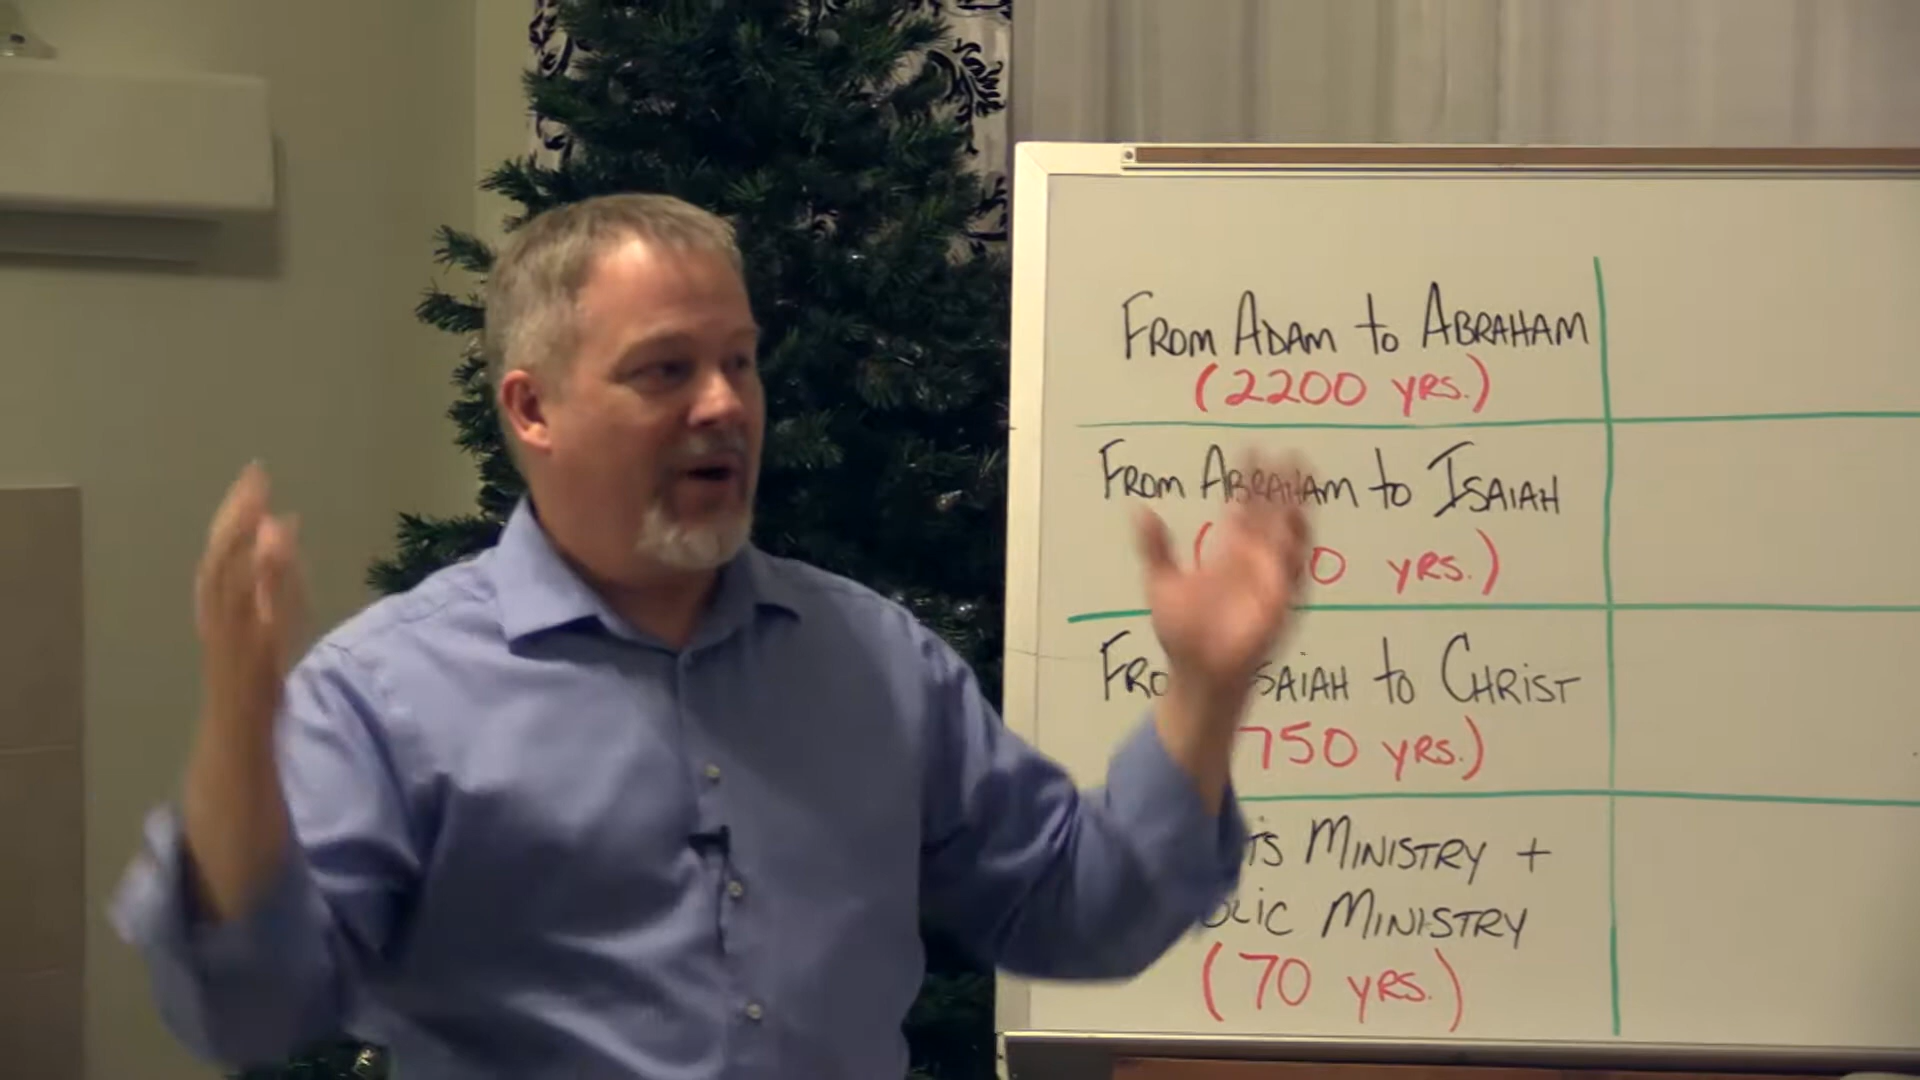 From Adam to Abraham
(2200 yrs.)
From Abraham to Isaiah
yrs.)
to Christ
750 yrs.)
Ministry +
Ministry
(70 yrs.)